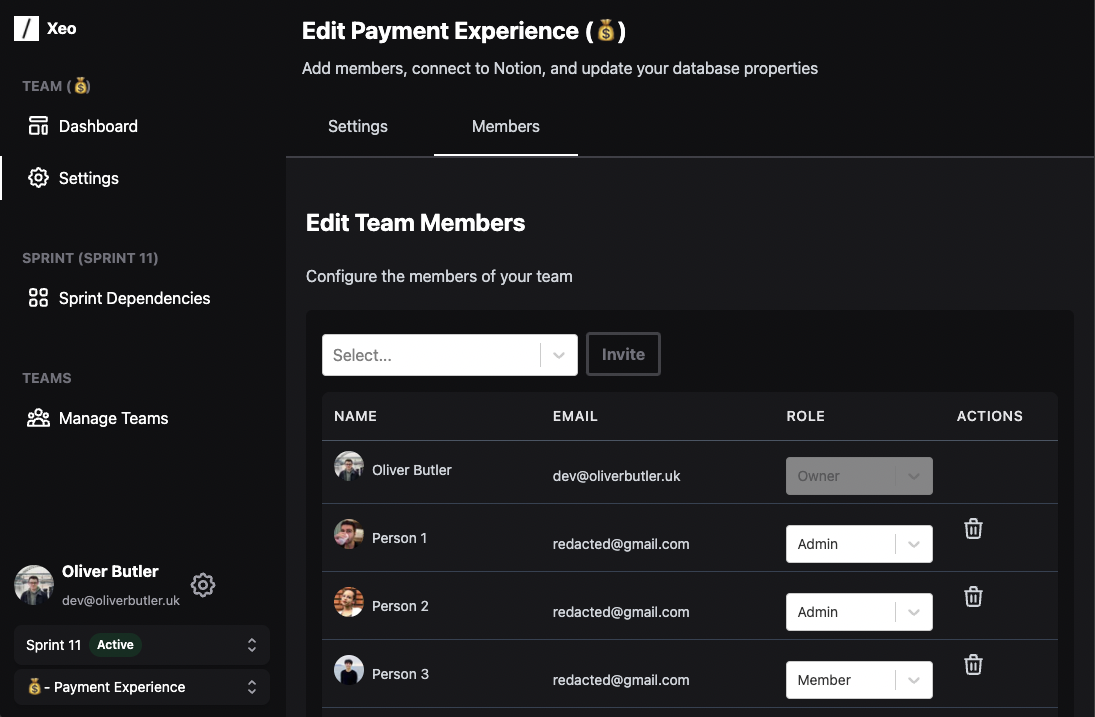 Xeo
TEAM (💰)
Dashboard
Settings
SPRINT (SPRINT 11)
Sprint Dependencies
TEAMS
Manage Teams
Oliver Butler
dev@oliverbutler.uk
Sprint 11 Active
💰 - Payment Experience
Edit Payment Experience (💰)
Add members, connect to Notion, and update your database properties
Settings Members
Edit Team Members
Configure the members of your team
Select... Invite
NAME EMAIL ROLE ACTIONS
Oliver Butler dev@oliverbutler.uk Owner
Person 1 redacted@gmail.com Admin
Person 2 redacted@gmail.com Admin
Person 3 redacted@gmail.com Member